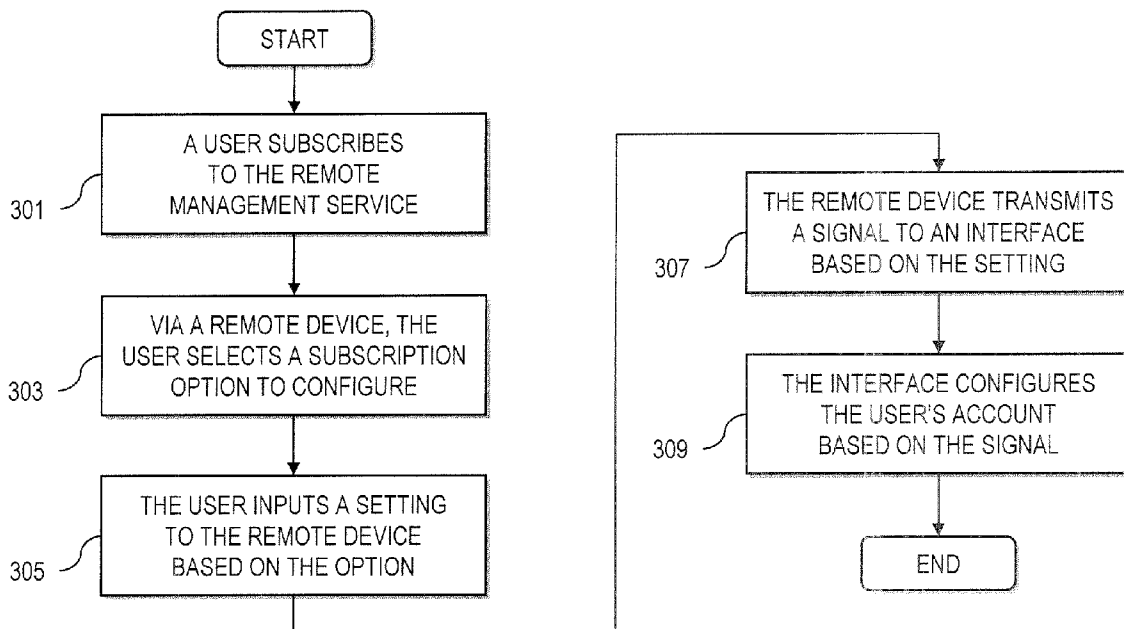 START
A USER SUBSCRIBES
TO THE REMOTE
MANAGEMENT SERVICE
301
VIA A REMOTE DEVICE, THE
USER SELECTS A SUBSCRIPTION
OPTION TO CONFIGURE
303
THE USER INPUTS A SETTING
TO THE REMOTE DEVICE
BASED ON THE OPTION
305
THE REMOTE DEVICE TRANSMITS
A SIGNAL TO AN INTERFACE
BASED ON THE SETTING
307
THE INTERFACE CONFIGURES
THE USER'S ACCOUNT
BASED ON THE SIGNAL
309
END